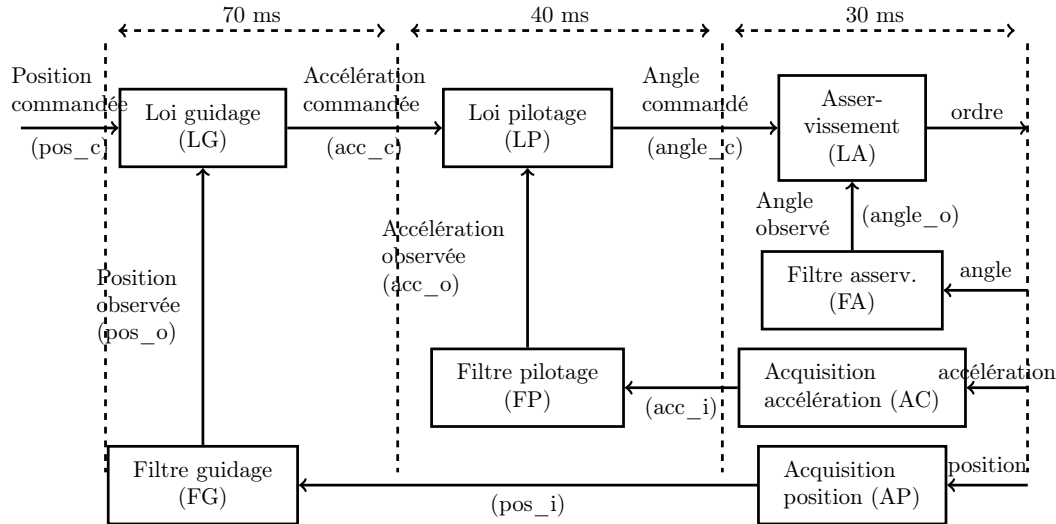 70 ms
40 ms
30 ms
Position
commandée
(pos_c)
Loi guidage
(LG)
Accélération
commandée
(acc_c)
Loi pilotage
(LP)
Angle
commandé
(angle_c)
Asser-
vissement
(LA)
ordre
Position
observée
(pos_o)
Accélération
observée
(acc_o)
Angle
observé
(angle_o)
Filtre asserv.
(FA)
angle
Filtre pilotage
(FP)
(acc_i)
Acquisition
accélération (AC)
accélération
Filtre guidage
(FG)
(pos_i)
Acquisition
position (AP)
position